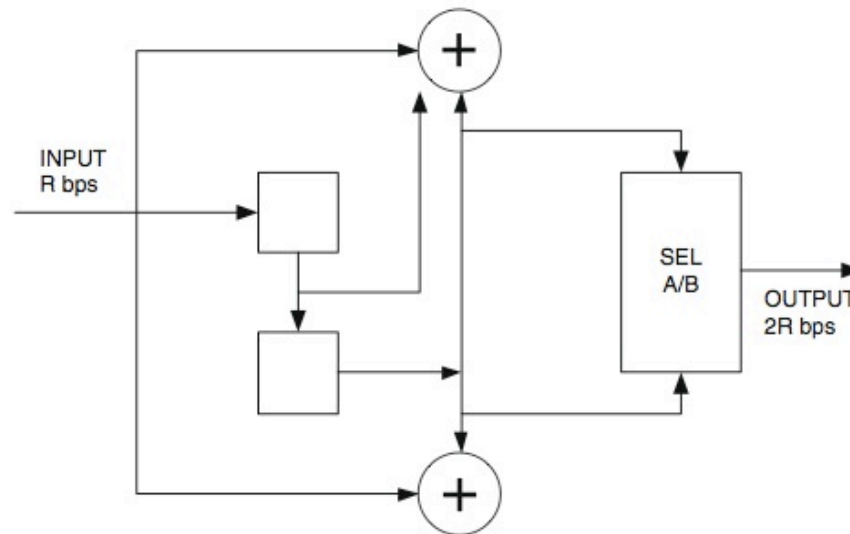 +
INPUT
R bps
SEL
A/B
OUTPUT
2R bps
+